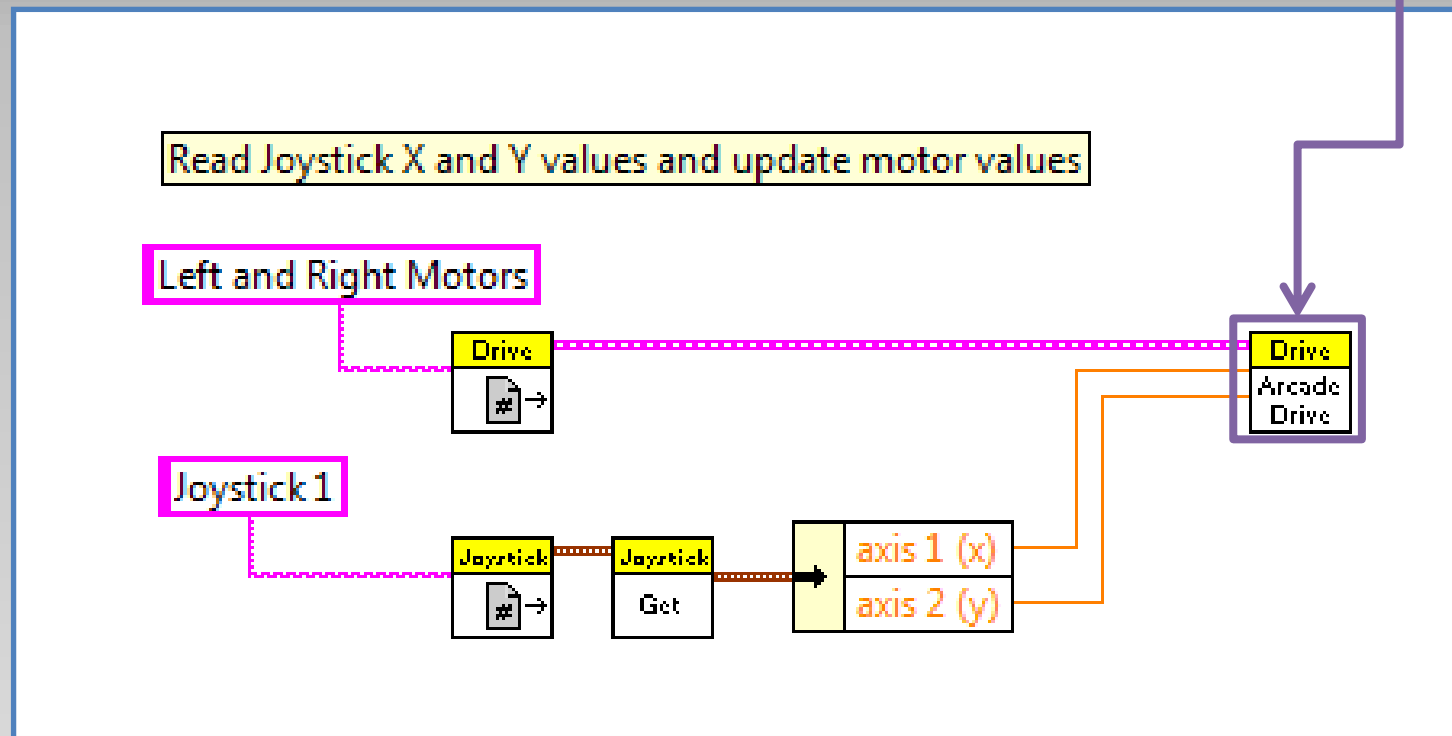 Read Joystick X and Y values and update motor values
Left and Right Motors
Drive
#
Drive
Arcade
Drive
Joystick 1
Joystick
#
Joystick
Get
axis 1 (x)
axis 2 (y)